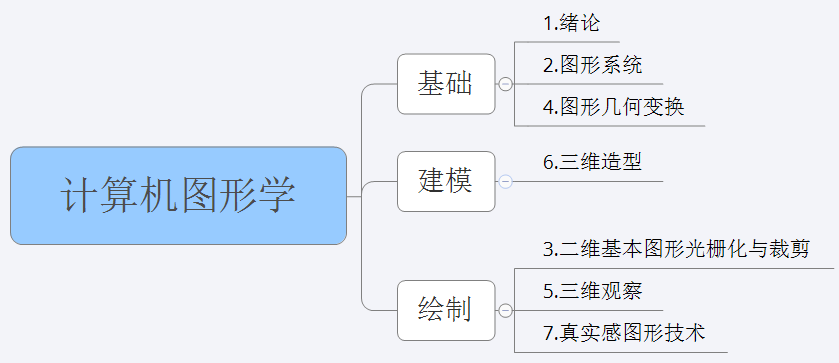 计算机图形学
基础
1.绪论
2.图形系统
4.图形几何变换
建模
6.三维造型
绘制
3.二维基本图形光栅化与裁剪
5.三维观察
7.真实感图形技术